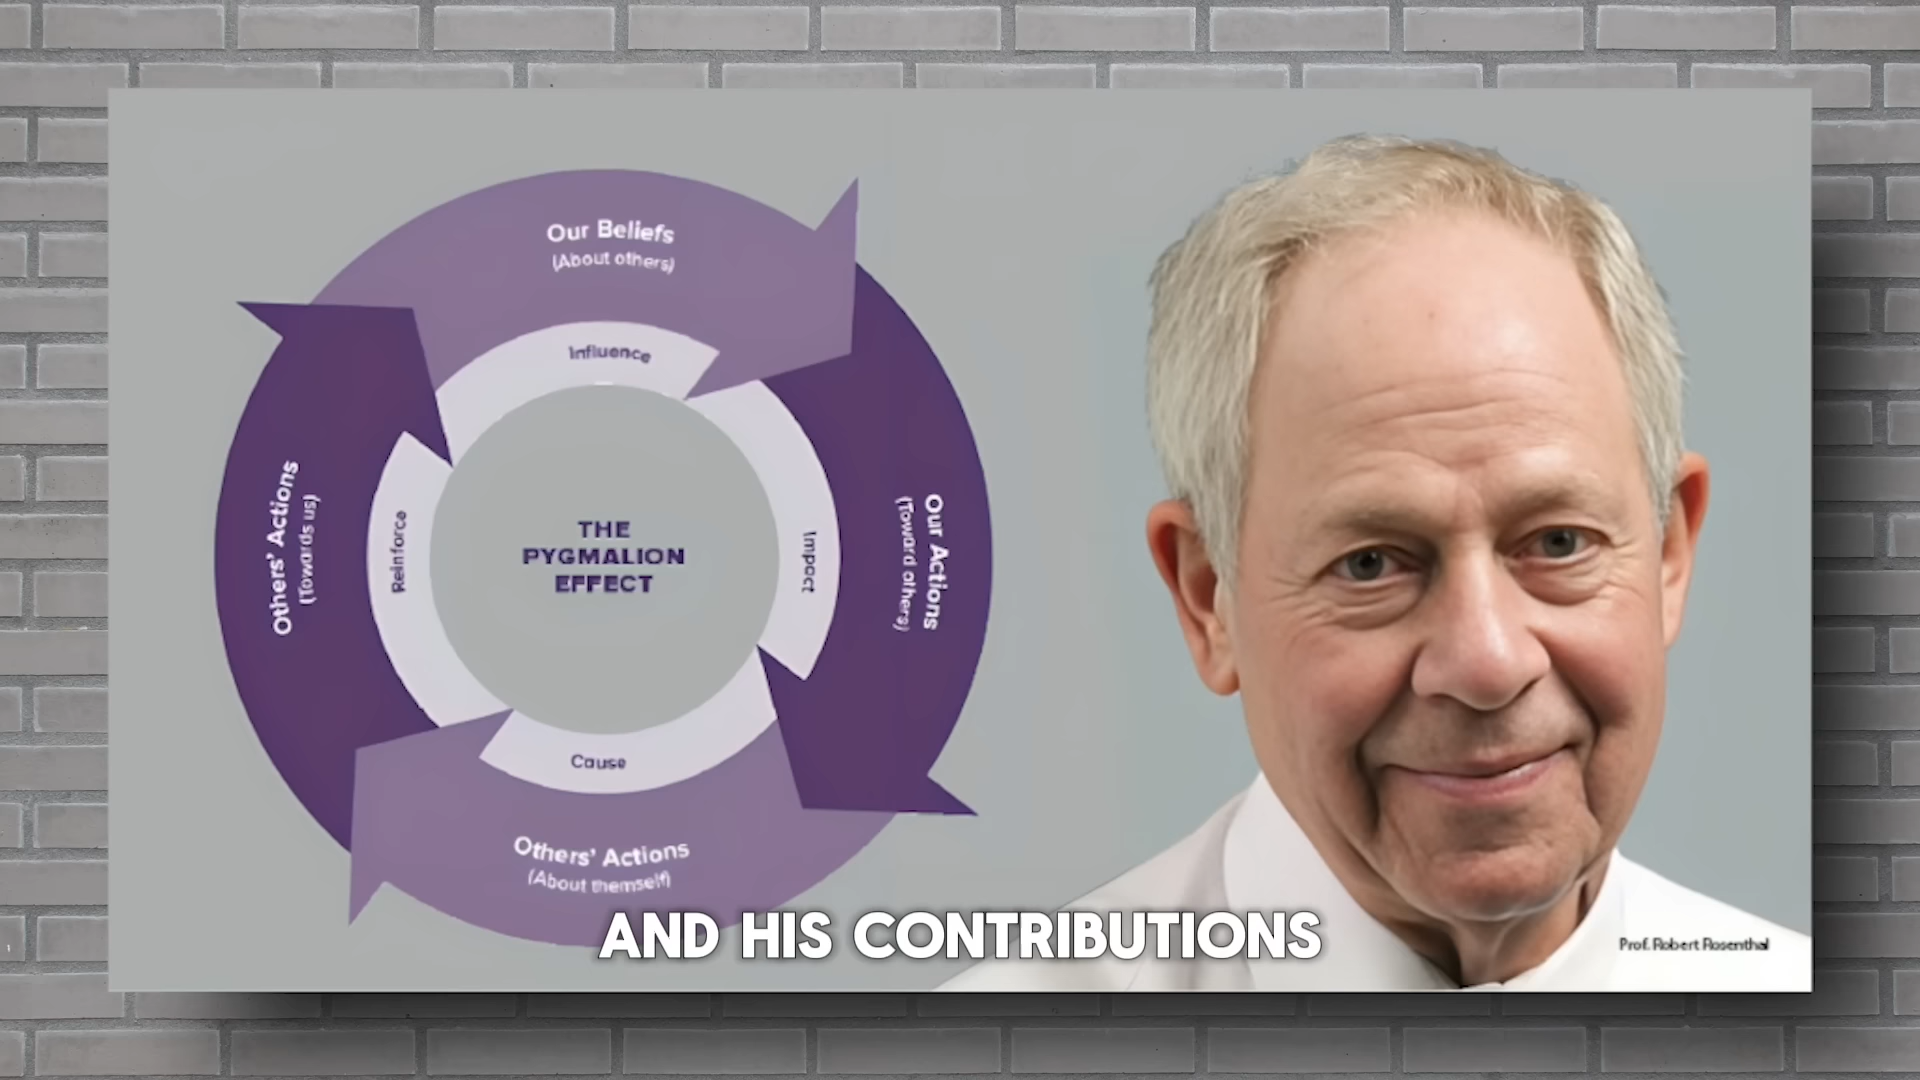 Our Beliefs
(About others)
Influence
Our Actions
(Toward others)
Impact
Others' Actions
(About themself)
Cause
Others' Actions
(Towards us)
Reinforce
THE
PYGMALION
EFFECT
Prof. Robert Rosenthal
AND HIS CONTRIBUTIONS